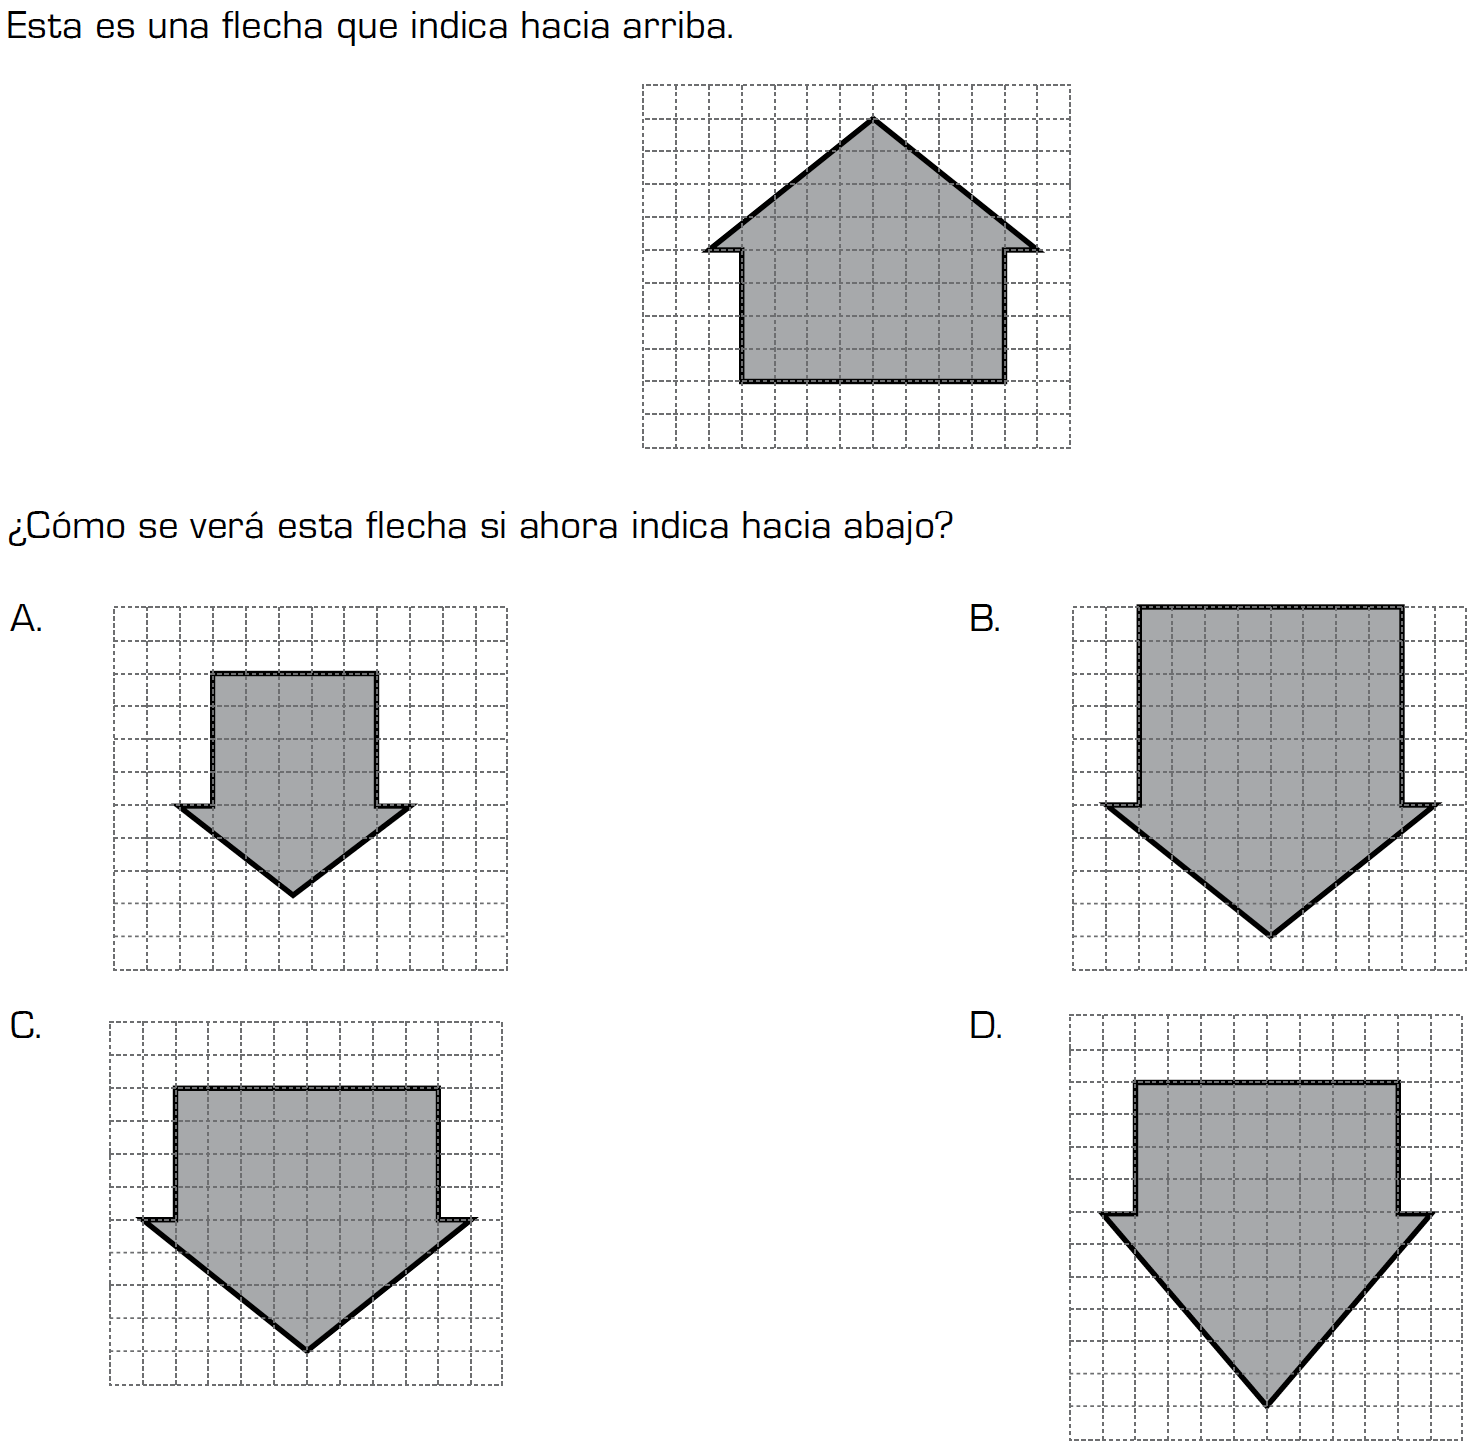 Esta es una flecha que indica hacia arriba.
¿Cómo se verá esta flecha si ahora indica hacia abajo?
A.
B.
C.
D.